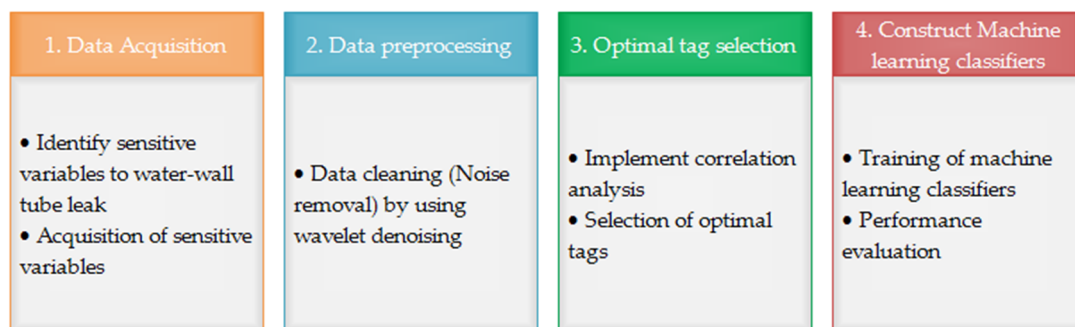 1. Data Acquisition
• Identify sensitive
variables to water-wall
tube leak
• Acquisition of sensitive
variables
2. Data preprocessing
• Data cleaning (Noise
removal) by using
wavelet denoising
3. Optimal tag selection
• Implement correlation
analysis
• Selection of optimal
tags
4. Construct Machine
learning classifiers
• Training of machine
learning classifiers
• Performance
evaluation